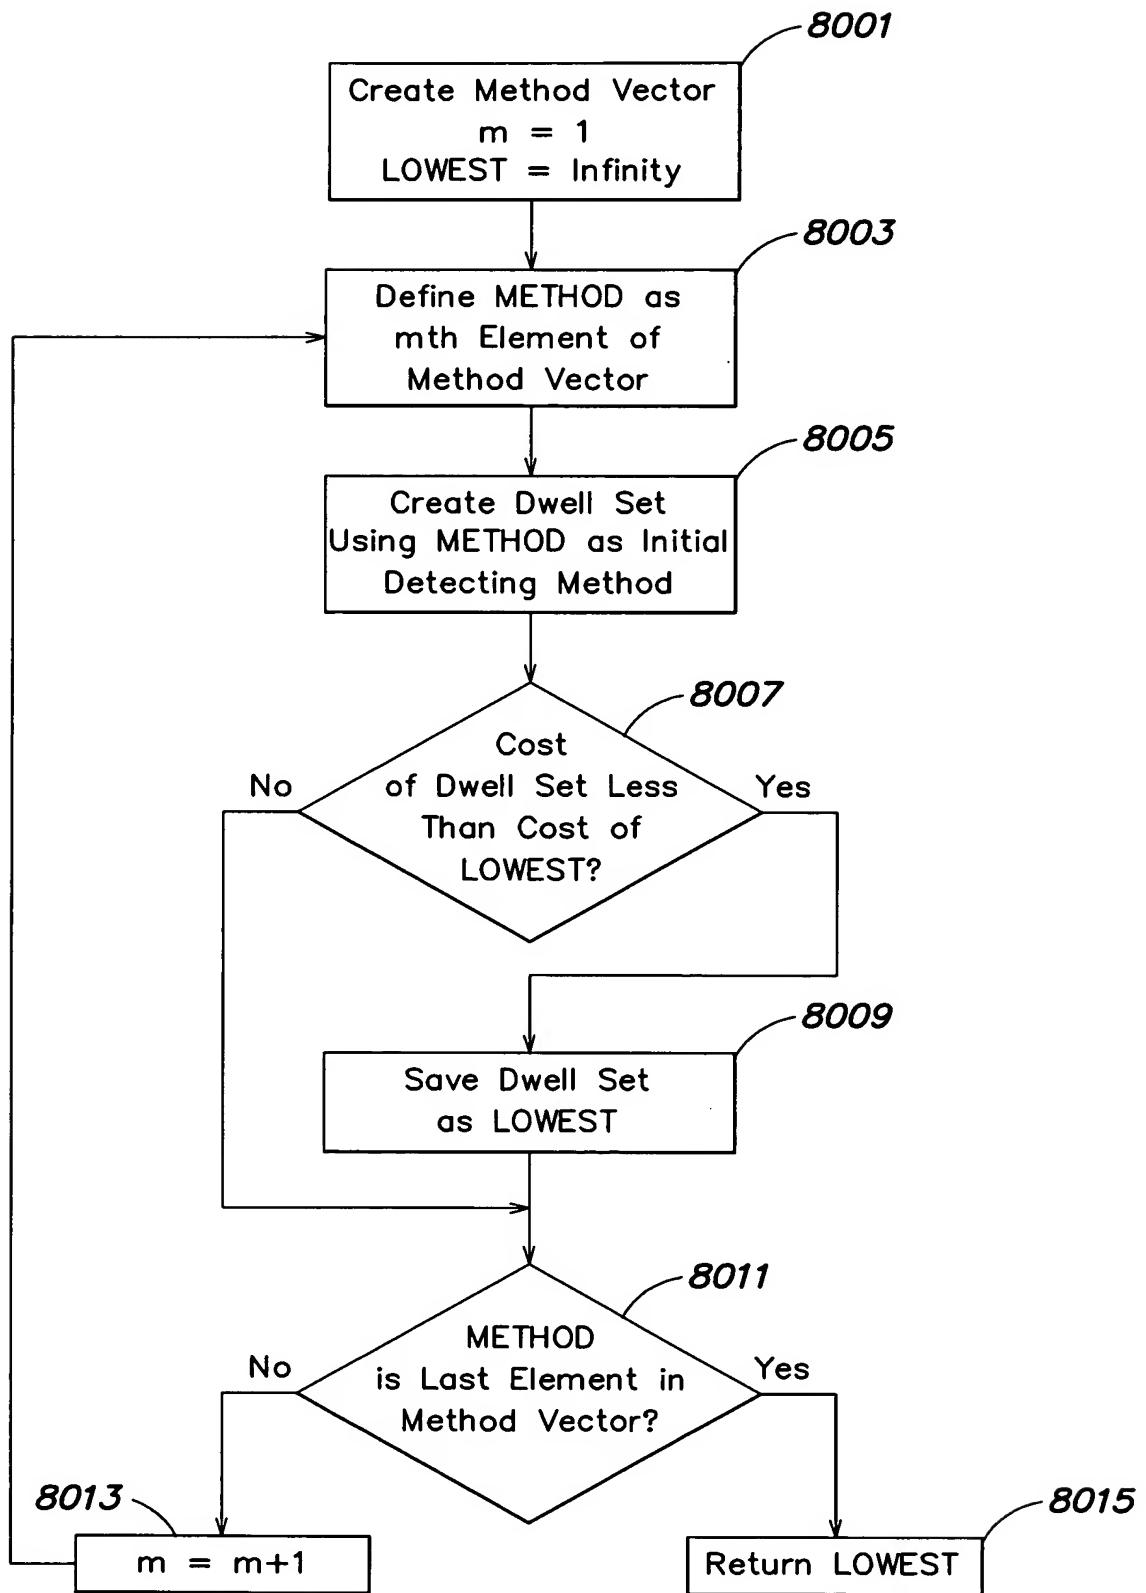 8001
Create Method Vector
m = 1
LOWEST = Infinity
8003
Define METHOD as
mth Element of
Method Vector
8005
Create Dwell Set
Using METHOD as Initial
Detecting Method
8007
Cost
of Dwell Set Less
Than Cost of
LOWEST?
No
Yes
8009
Save Dwell Set
as LOWEST
8011
METHOD
is Last Element in
Method Vector?
No
Yes
8013
m = m+1
8015
Return LOWEST